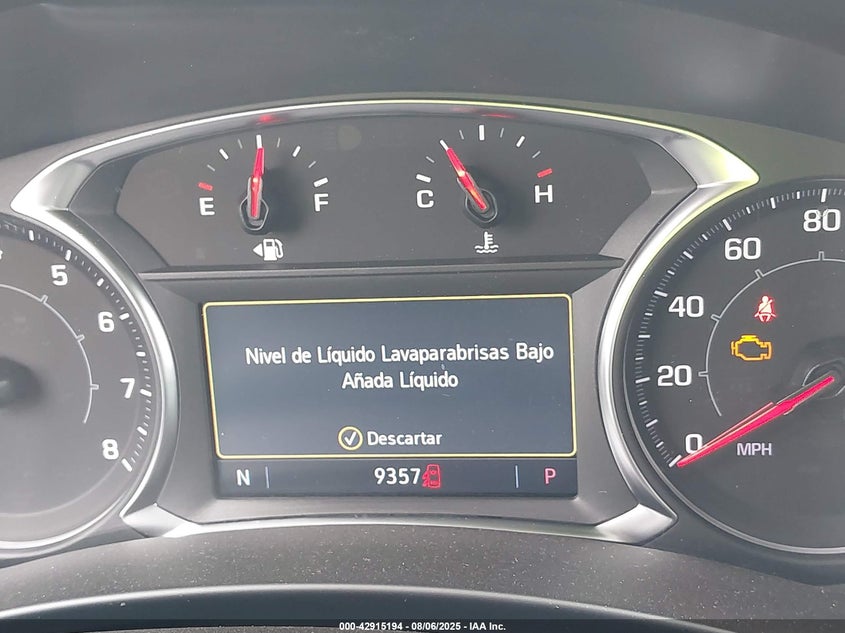 E F
C H
5
6
7
8
Nivel de Líquido Lavaparabrisas Bajo
Añada Líquido
Descartar
N 9357 P
80
60
40
20
0
MPH
000-42915194 - 08/06/2025 - IAA Inc.